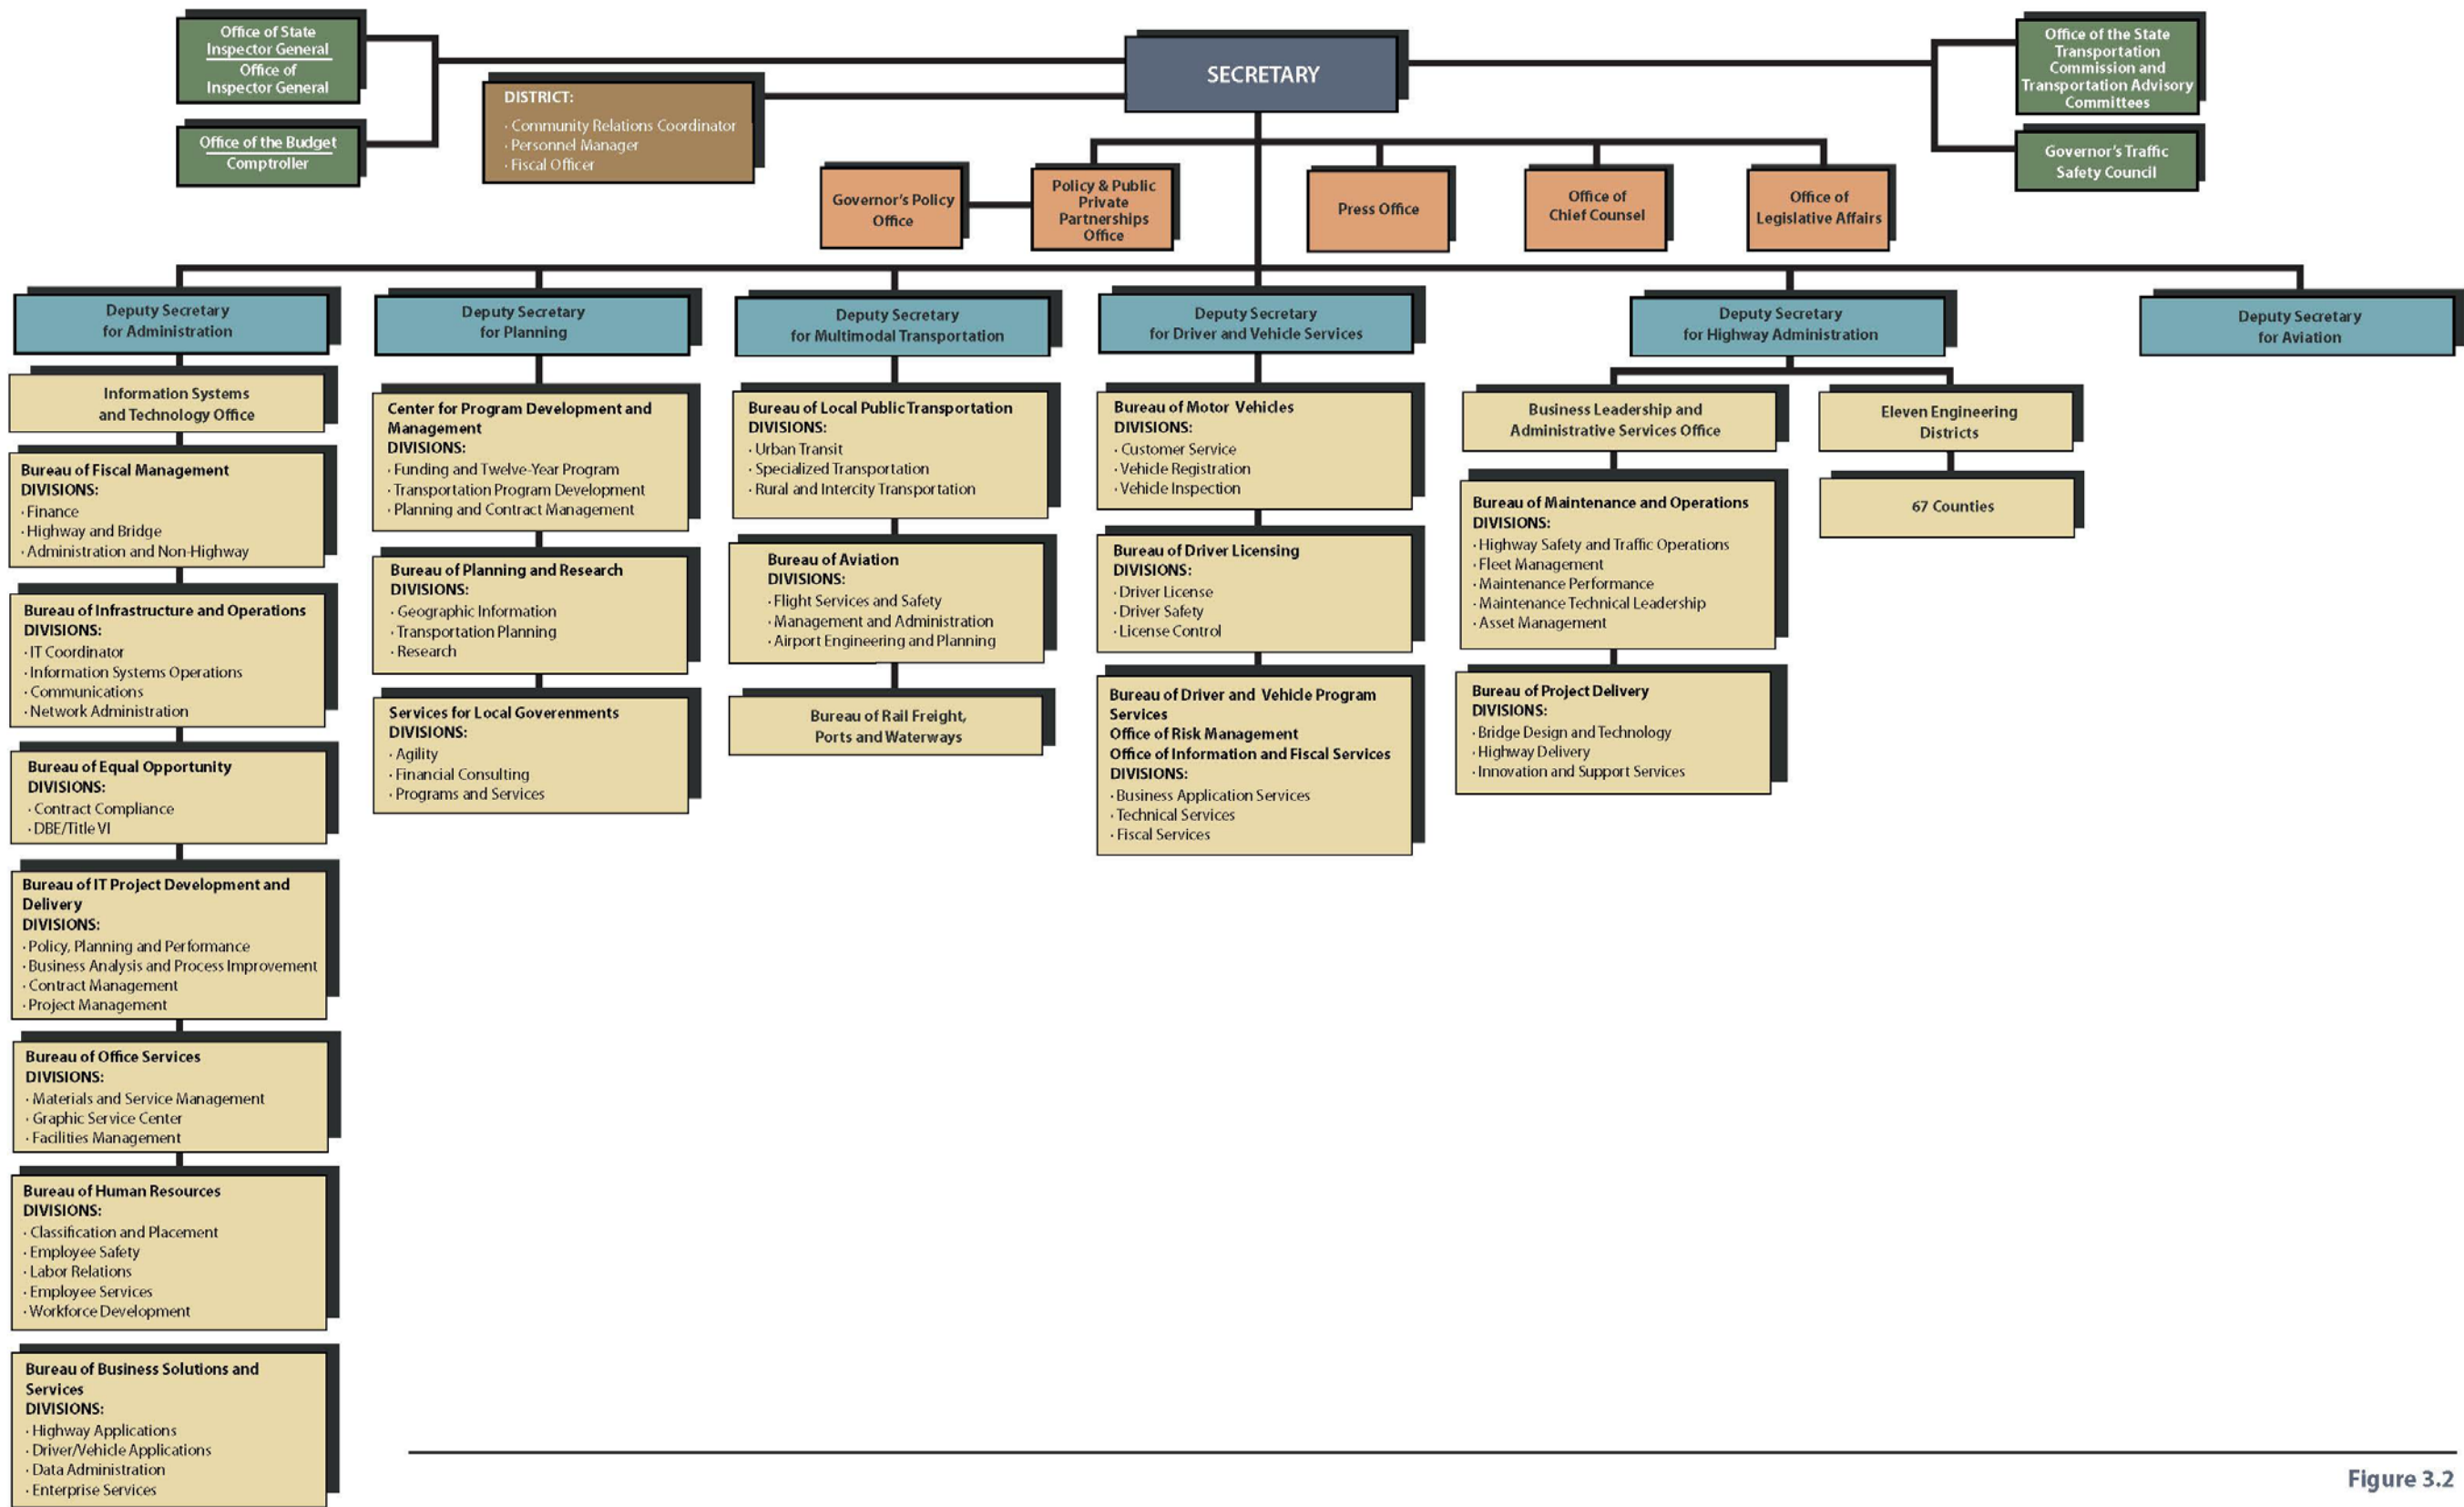 Office of State
Inspector General
Office of
Inspector General
Office of the Budget
Comptroller
DISTRICT:
· Community Relations Coordinator
· Personnel Manager
· Fiscal Officer
SECRETARY
Office of the State
Transportation
Commission and
Transportation Advisory
Committees
Governor's Traffic
Safety Council
Governor's Policy
Office
Policy & Public
Private
Partnerships
Office
Press Office
Office of
Chief Counsel
Office of
Legislative Affairs
Deputy Secretary
for Administration
Information Systems
and Technology Office
Bureau of Fiscal Management
DIVISIONS:
· Finance
· Highway and Bridge
· Administration and Non-Highway
Bureau of Infrastructure and Operations
DIVISIONS:
· IT Coordinator
· Information Systems Operations
· Communications
· Network Administration
Bureau of Equal Opportunity
DIVISIONS:
· Contract Compliance
· DBE/Title VI
Bureau of IT Project Development and
Delivery
DIVISIONS:
· Policy, Planning and Performance
· Business Analysis and Process Improvement
· Contract Management
· Project Management
Bureau of Office Services
DIVISIONS:
· Materials and Service Management
· Graphic Service Center
· Facilities Management
Bureau of Human Resources
DIVISIONS:
· Classification and Placement
· Employee Safety
· Labor Relations
· Employee Services
· Workforce Development
Bureau of Business Solutions and
Services
DIVISIONS:
· Highway Applications
· Driver/Vehicle Applications
· Data Administration
· Enterprise Services
Deputy Secretary
for Planning
Center for Program Development and
Management
DIVISIONS:
· Funding and Twelve-Year Program
· Transportation Program Development
· Planning and Contract Management
Bureau of Planning and Research
DIVISIONS:
· Geographic Information
· Transportation Planning
· Research
Services for Local Goverenments
DIVISIONS:
· Agility
· Financial Consulting
· Programs and Services
Deputy Secretary
for Multimodal Transportation
Bureau of Local Public Transportation
DIVISIONS:
· Urban Transit
· Specialized Transportation
· Rural and Intercity Transportation
Bureau of Aviation
DIVISIONS:
· Flight Services and Safety
· Management and Administration
· Airport Engineering and Planning
Bureau of Rail Freight,
Ports and Waterways
Deputy Secretary
for Driver and Vehicle Services
Bureau of Motor Vehicles
DIVISIONS:
· Customer Service
· Vehicle Registration
· Vehicle Inspection
Bureau of Driver Licensing
DIVISIONS:
· Driver License
· Driver Safety
· License Control
Bureau of Driver and Vehicle Program
Services
Office of Risk Management
Office of Information and Fiscal Services
DIVISIONS:
· Business Application Services
· Technical Services
· Fiscal Services
Deputy Secretary
for Highway Administration
Business Leadership and
Administrative Services Office
Bureau of Maintenance and Operations
DIVISIONS:
· Highway Safety and Traffic Operations
· Fleet Management
· Maintenance Performance
· Maintenance Technical Leadership
· Asset Management
Bureau of Project Delivery
DIVISIONS:
· Bridge Design and Technology
· Highway Delivery
· Innovation and Support Services
Eleven Engineering
Districts
67 Counties
Deputy Secretary
for Aviation
Figure 3.2